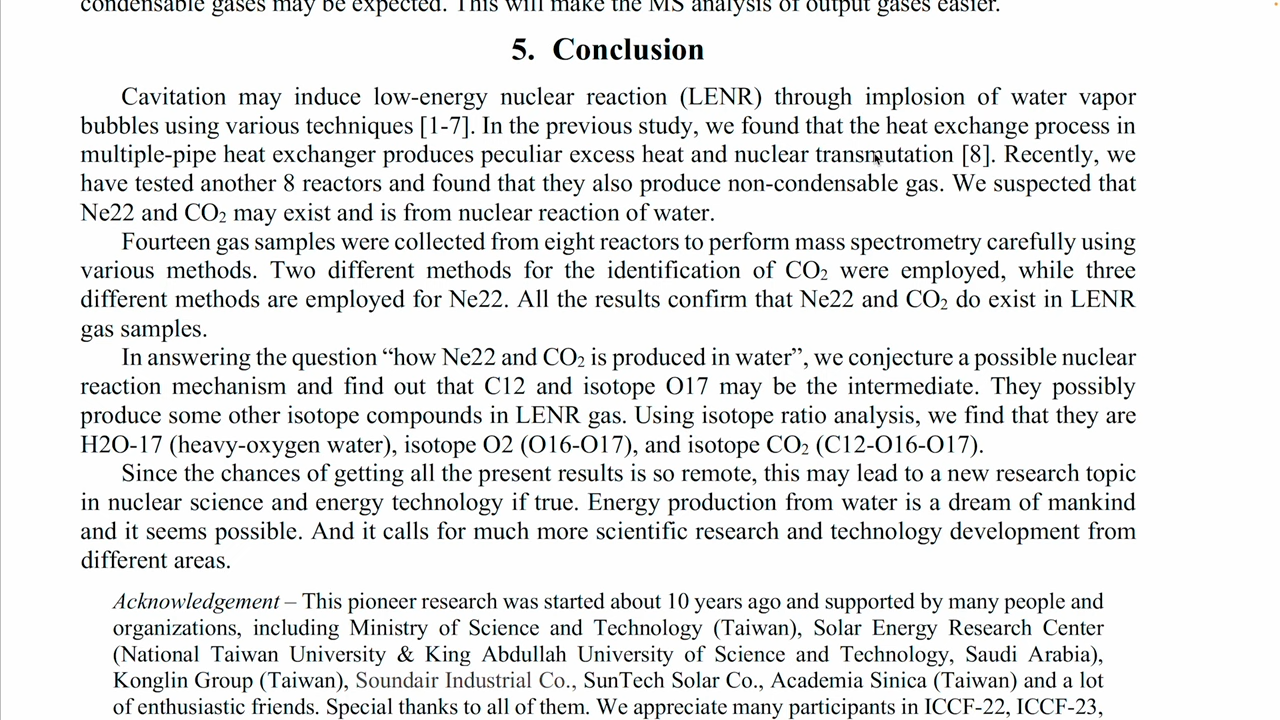 condensable gases may be expected. This will make the MS analysis of output gases easier.
5. Conclusion
Cavitation may induce low-energy nuclear reaction (LENR) through implosion of water vapor
bubbles using various techniques [1-7]. In the previous study, we found that the heat exchange process in
multiple-pipe heat exchanger produces peculiar excess heat and nuclear transmutation [8]. Recently, we
have tested another 8 reactors and found that they also produce non-condensable gas. We suspected that
Ne22 and CO₂ may exist and is from nuclear reaction of water.
Fourteen gas samples were collected from eight reactors to perform mass spectrometry carefully using
various methods. Two different methods for the identification of CO₂ were employed, while three
different methods are employed for Ne22. All the results confirm that Ne22 and CO₂ do exist in LENR
gas samples.
In answering the question “how Ne22 and CO₂ is produced in water”, we conjecture a possible nuclear
reaction mechanism and find out that C12 and isotope O17 may be the intermediate. They possibly
produce some other isotope compounds in LENR gas. Using isotope ratio analysis, we find that they are
H2O-17 (heavy-oxygen water), isotope O2 (O16-O17), and isotope CO₂ (C12-O16-O17).
Since the chances of getting all the present results is so remote, this may lead to a new research topic
in nuclear science and energy technology if true. Energy production from water is a dream of mankind
and it seems possible. And it calls for much more scientific research and technology development from
different areas.
Acknowledgement – This pioneer research was started about 10 years ago and supported by many people and
organizations, including Ministry of Science and Technology (Taiwan), Solar Energy Research Center
(National Taiwan University & King Abdullah University of Science and Technology, Saudi Arabia),
Konglin Group (Taiwan), Soundair Industrial Co., SunTech Solar Co., Academia Sinica (Taiwan) and a lot
of enthusiastic friends. Special thanks to all of them. We appreciate many participants in ICCF-22, ICCF-23,